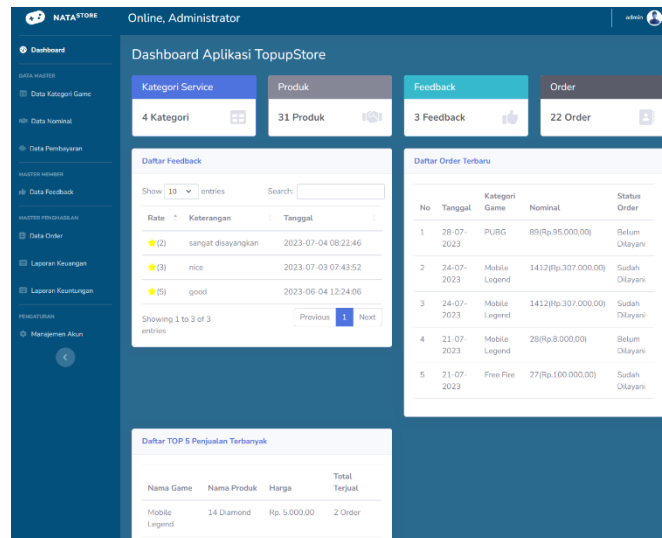 NATASTORE
Online, Administrator
admin
Dashboard
DATA MASTER
Data Kategori Game
Data Nominal
Data Pembayaran
MASTER MEMBER
Data Feedback
MASTER PENGHASILAN
Data Order
Laporan Keuangan
Laporan Keuntungan
PENGATURAN
Manajemen Akun
Dashboard Aplikasi TopupStore
Kategori Service
4 Kategori
Produk
31 Produk
Feedback
3 Feedback
Order
22 Order
Daftar Feedback
Show 10 entries Search:
Rate Keterangan Tanggal
(2) sangat disayangkan 2023-07-04 08:22:46
(3) nice 2023-07-03 07:43:52
(5) good 2023-06-04 12:24:06
Showing 1 to 3 of 3
entries
Previous 1 Next
Daftar Order Terbaru
No Tanggal Kategori Game Nominal Status Order
1 28-07-2023 PUBG 89(Rp.95.000,00) Belum Dilayani
2 24-07-2023 Mobile Legend 1412(Rp.307.000,00) Sudah Dilayani
3 24-07-2023 Mobile Legend 1412(Rp.307.000,00) Sudah Dilayani
4 21-07-2023 Mobile Legend 28(Rp.8.000,00) Belum Dilayani
5 21-07-2023 Free Fire 27(Rp.100.000,00) Sudah Dilayani
Daftar TOP 5 Penjualan Terbanyak
Nama Game Nama Produk Harga Total Terjual
Mobile Legend 14 Diamond Rp. 5.000,00 2 Order